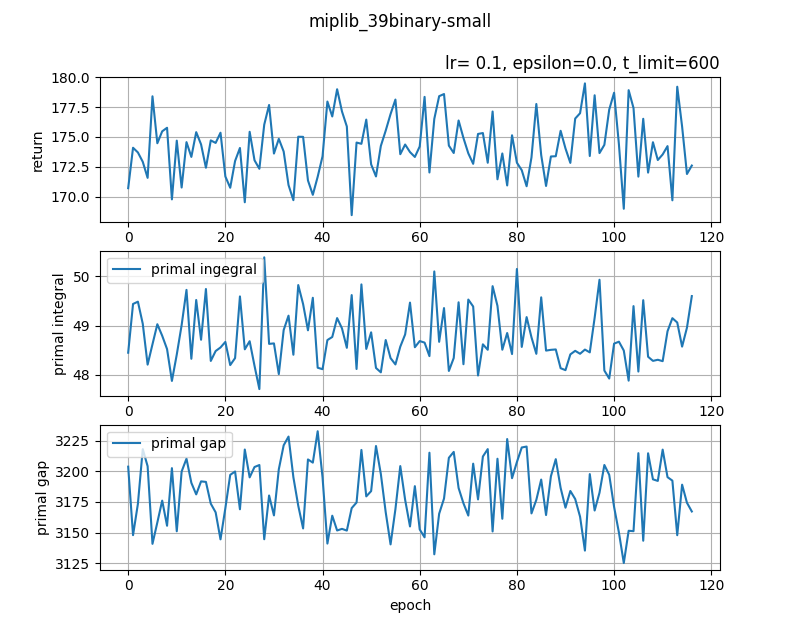 miplib_39binary-small
lr= 0.1, epsilon=0.0, t_limit=600
180.0
177.5
175.0
172.5
170.0
return
0 20 40 60 80 100 120
primal ingegral
50
49
48
primal integral
0 20 40 60 80 100 120
primal gap
3225
3200
3175
3150
3125
primal gap
0 20 40 60 80 100 120
epoch